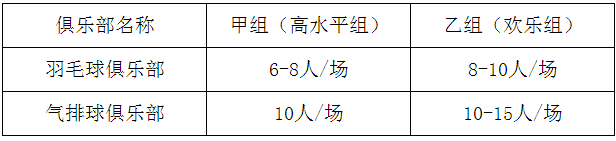 俱乐部名称 甲组（高水平组） 乙组（欢乐组）
羽毛球俱乐部 6-8人/场 8-10人/场
气排球俱乐部 10人/场 10-15人/场